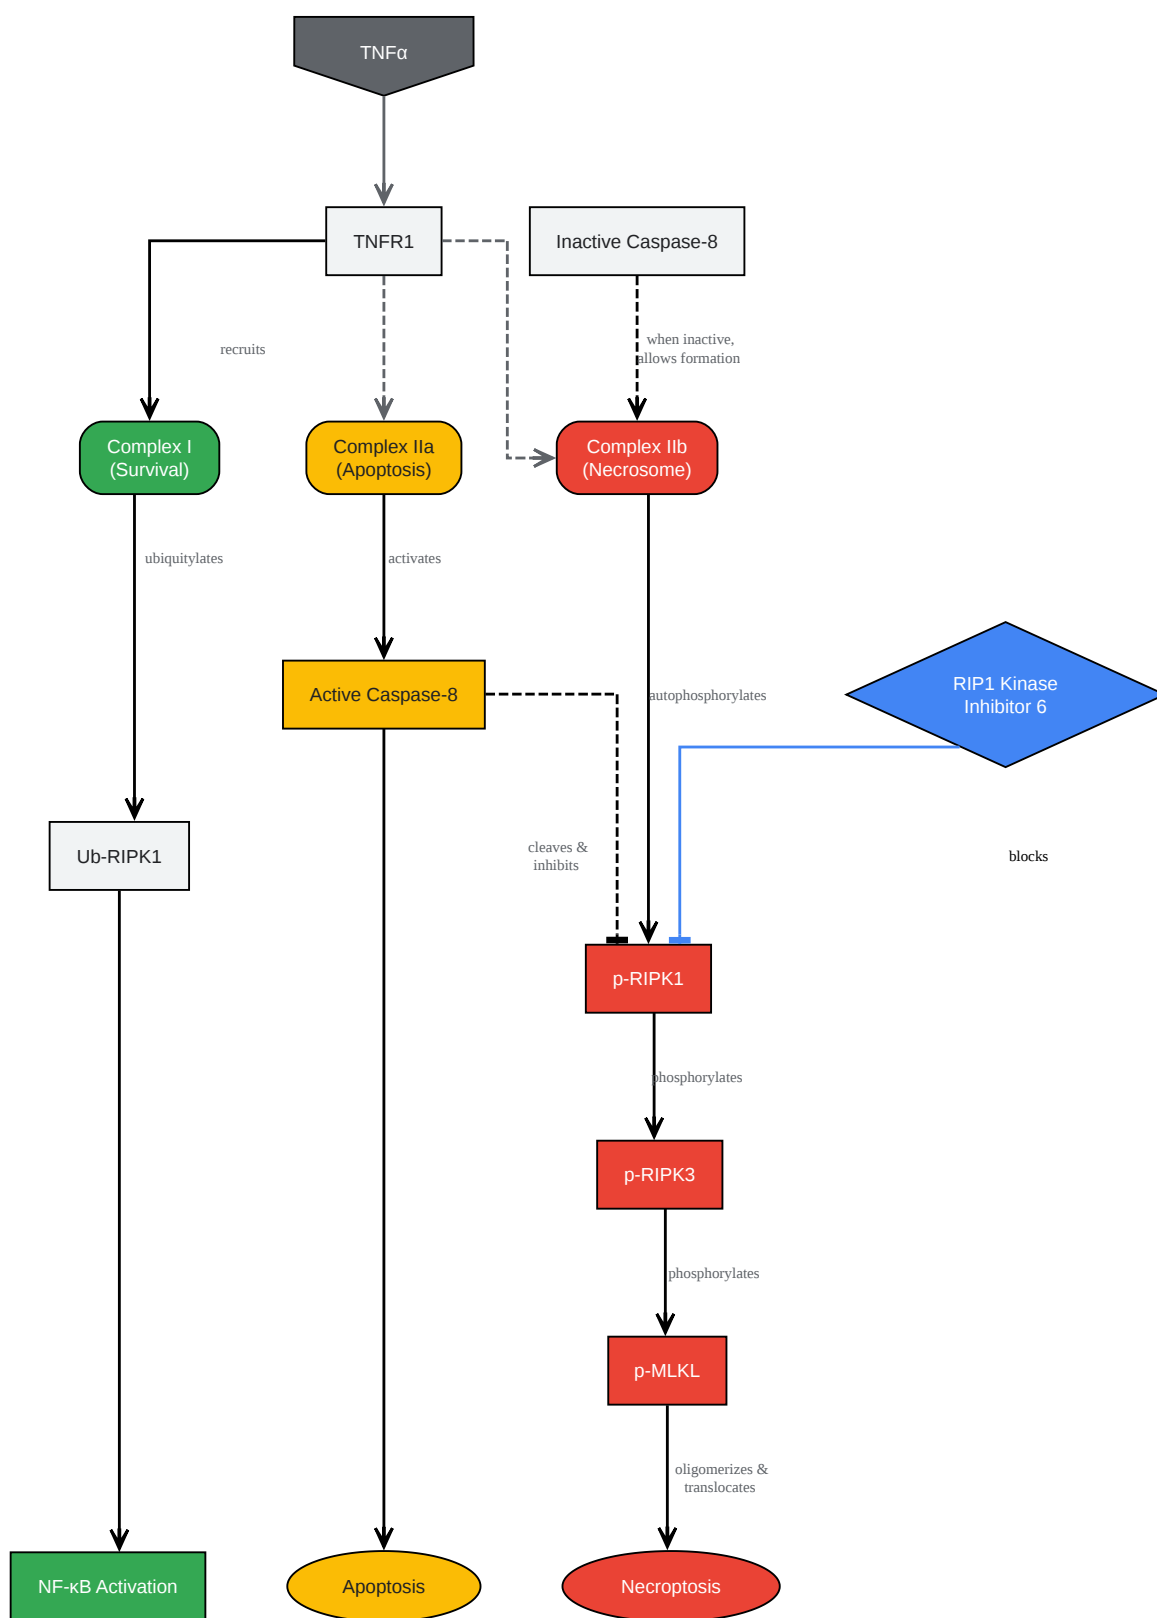 TNFα
TNFR1
Inactive Caspase-8
recruits
when inactive,
allows formation
Complex I
(Survival)
Complex IIa
(Apoptosis)
Complex IIb
(Necrosome)
ubiquitylates
activates
Active Caspase-8
autophosphorylates
RIP1 Kinase
Inhibitor 6
Ub-RIPK1
cleaves &
inhibits
blocks
p-RIPK1
phosphorylates
p-RIPK3
phosphorylates
p-MLKL
oligomerizes &
translocates
NF-κB Activation
Apoptosis
Necroptosis